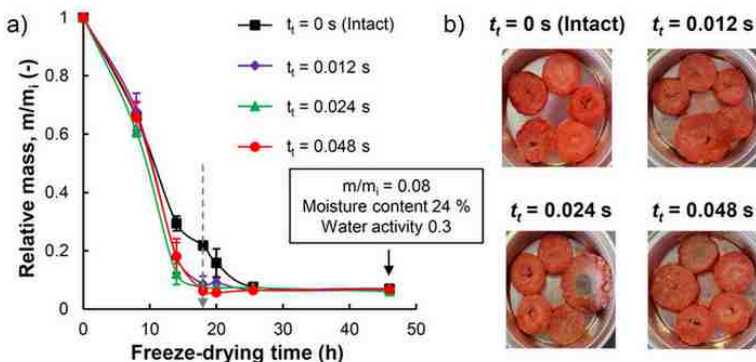 a)
Relative mass, m/mᵢ (-)
1
0.8
0.6
0.4
0.2
0
0
10
20
30
40
50
Freeze-drying time (h)
tₜ = 0 s (Intact)
tₜ = 0.012 s
tₜ = 0.024 s
tₜ = 0.048 s
m/mᵢ = 0.08
Moisture content 24 %
Water activity 0.3
b)
tₜ = 0 s (Intact)
tₜ = 0.012 s
tₜ = 0.024 s
tₜ = 0.048 s